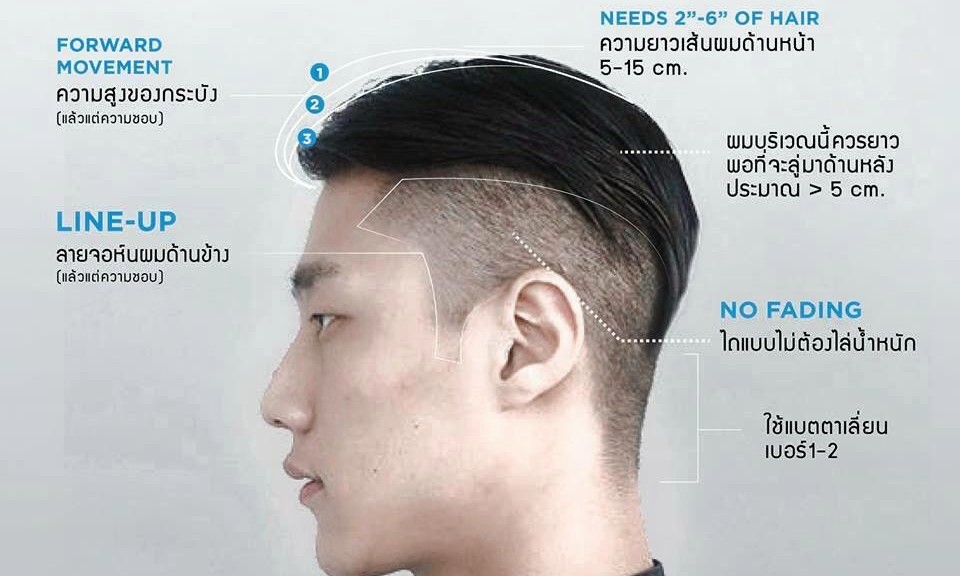 FORWARD
MOVEMENT
ความสูงของกระบัง
(แล้วแต่ความชอบ)
1
2
3
NEEDS 2”-6” OF HAIR
ความยาวเส้นผมด้านหน้า
5-15 cm.
ผมบริเวณนี้ควรยาว
พอที่จะลู่มาด้านหลัง
ประมาณ > 5 cm.
LINE-UP
ลายจอห์นผมด้านข้าง
(แล้วแต่ความชอบ)
NO FADING
ไถแบบไม่ต้องไล่น้ำหนัก
ใช้แบตตาเลี่ยน
เบอร์1-2